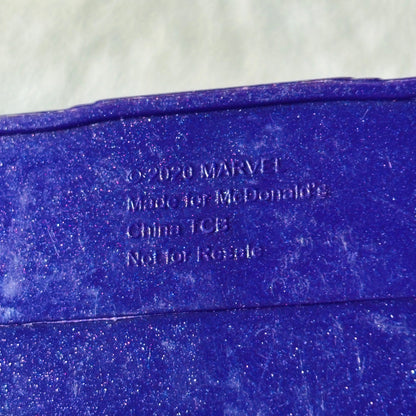 © 2020 MARVEL
Made for McDonald's
China TCB
Not for Resale